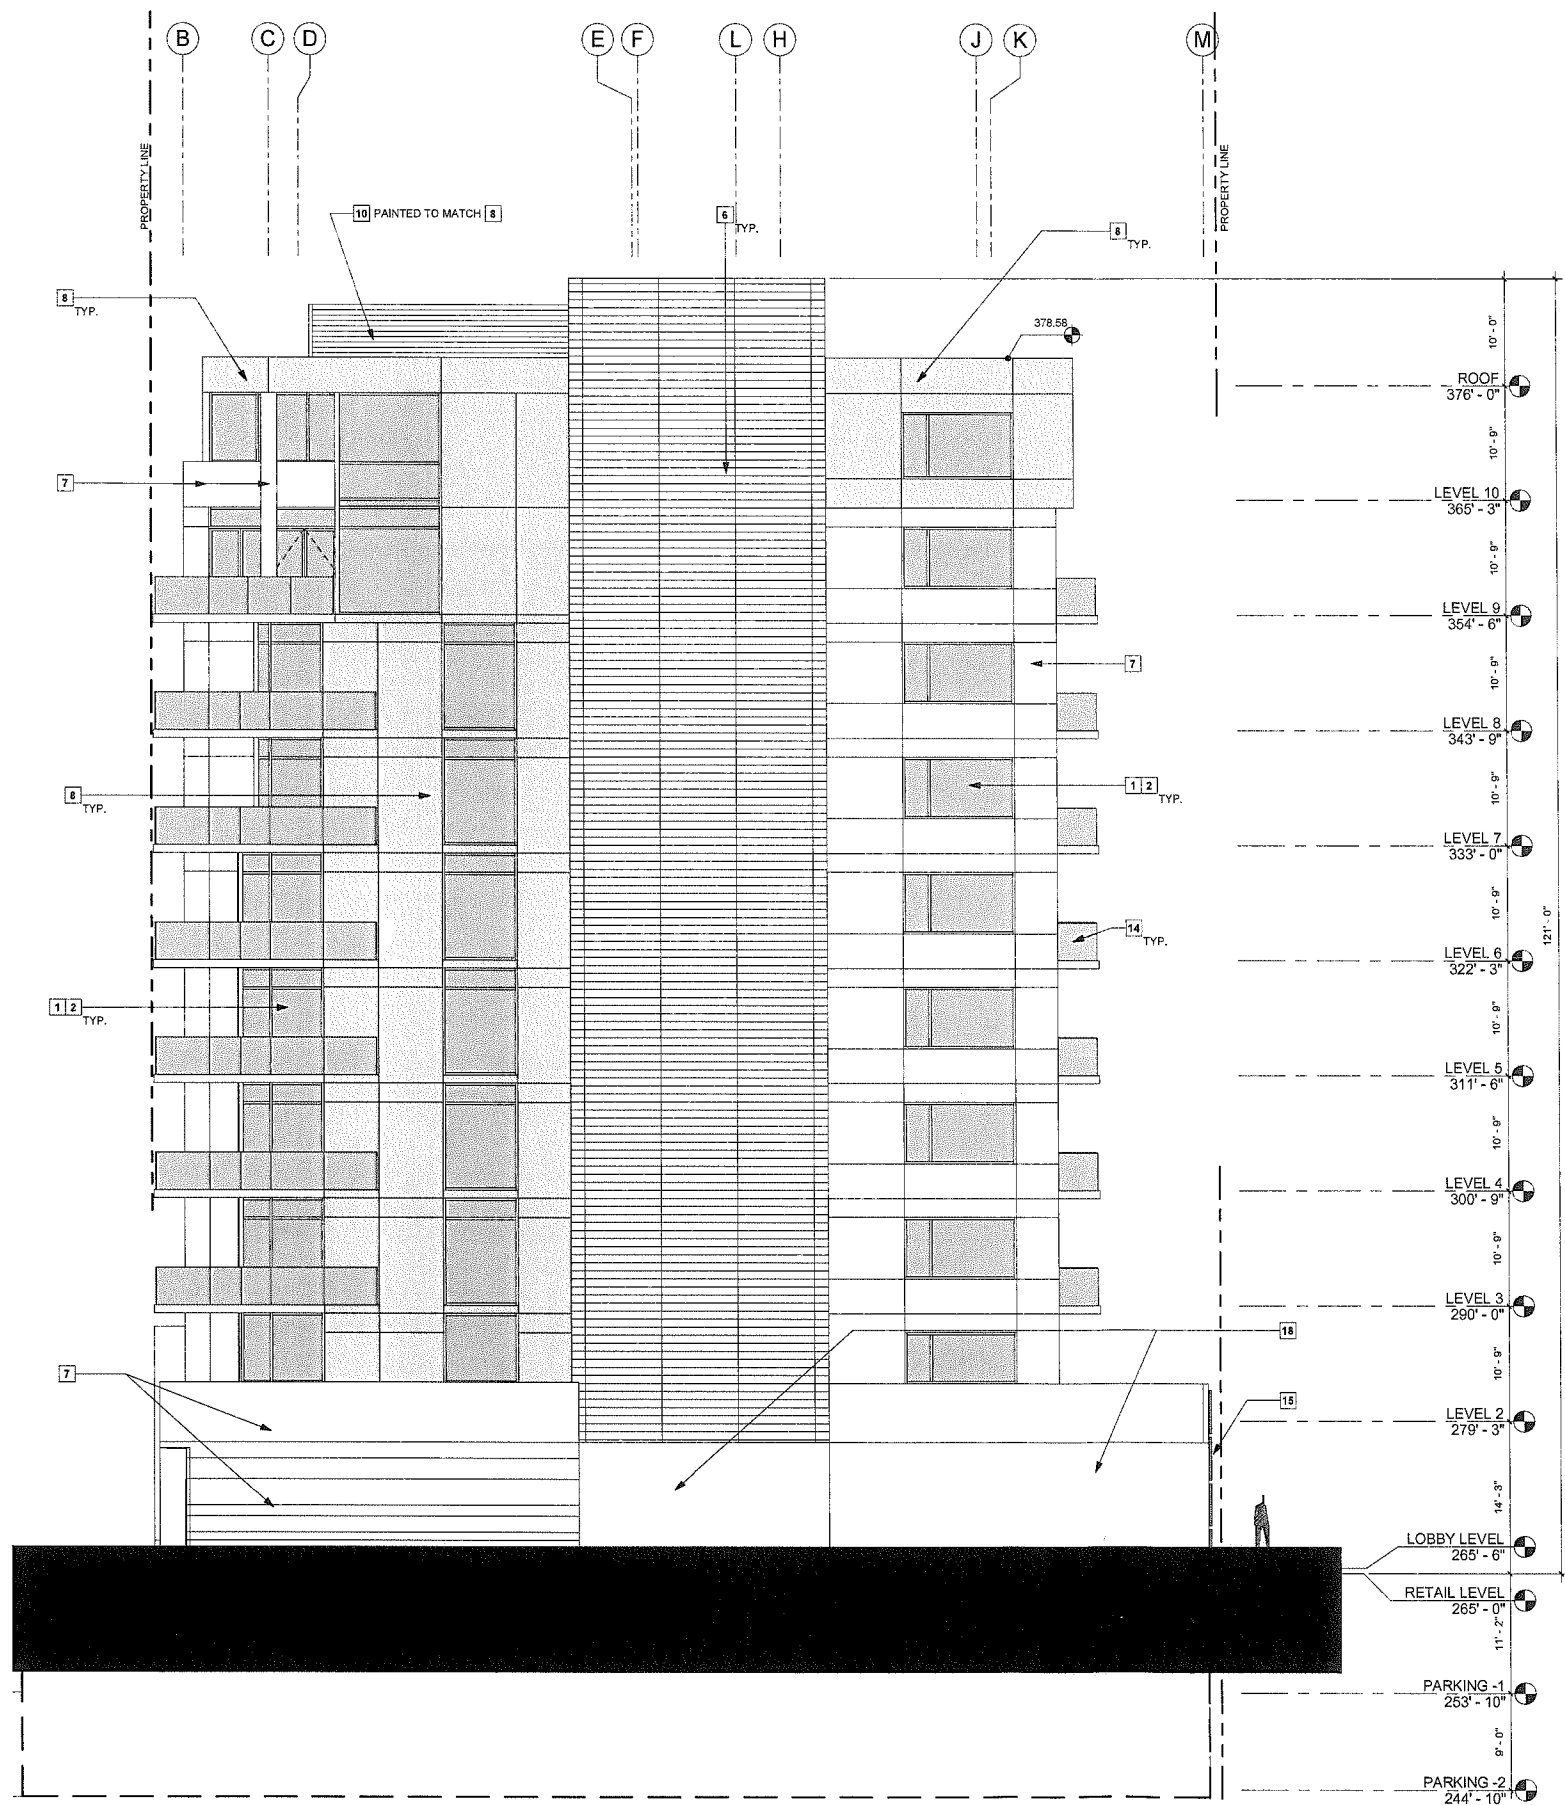 B C D E F L H J K M
PROPERTY LINE
PROPERTY LINE
10 PAINTED TO MATCH 8
6
TYP.
8
TYP.
8
TYP.
378.58
10' - 0"
ROOF
376' - 0"
10' - 9"
7
LEVEL 10
365' - 3"
10' - 9"
LEVEL 9
354' - 6"
7
10' - 9"
LEVEL 8
343' - 9"
8
TYP.
1 2
TYP.
10' - 9"
LEVEL 7
333' - 0"
10' - 9"
14
TYP.
121' - 0"
LEVEL 6
322' - 3"
1 2
TYP.
10' - 9"
LEVEL 5
311' - 6"
10' - 9"
LEVEL 4
300' - 9"
10' - 9"
LEVEL 3
290' - 0"
18
7
10' - 9"
15
LEVEL 2
279' - 3"
14' - 3"
LOBBY LEVEL
265' - 6"
RETAIL LEVEL
265' - 0"
11' - 2"
PARKING -1
253' - 10"
9' - 0"
PARKING -2
244' - 10"